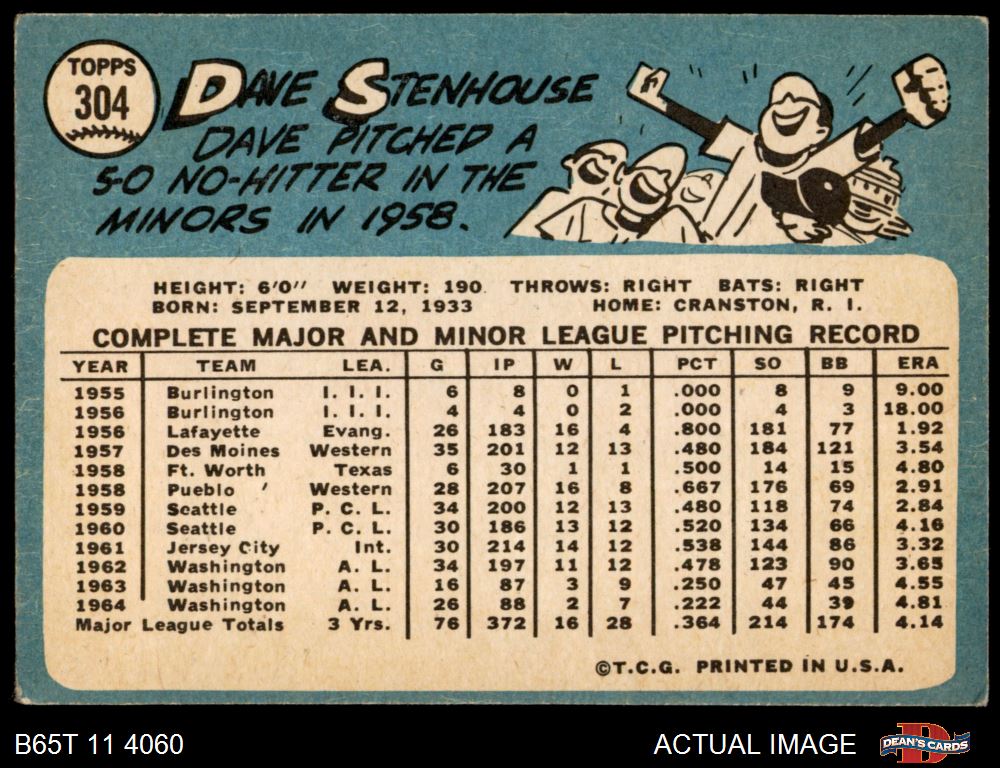 TOPPS
304
DAVE STENHOUSE
DAVE PITCHED A
5-0 NO-HITTER IN THE
MINORS IN 1958.
HEIGHT: 6'0" WEIGHT: 190 THROWS: RIGHT BATS: RIGHT
BORN: SEPTEMBER 12, 1933 HOME: CRANSTON, R. I.
COMPLETE MAJOR AND MINOR LEAGUE PITCHING RECORD
YEAR TEAM LEA. G IP W L PCT SO BB ERA
1955 Burlington I. I. I. 6 8 0 1 .000 8 9 9.00
1956 Burlington I. I. I. 4 4 0 2 .000 4 3 18.00
1956 Lafayette Evang. 26 183 16 4 .800 181 77 1.92
1957 Des Moines Western 35 201 12 13 .480 184 121 3.54
1958 Ft. Worth Texas 6 30 1 1 .500 14 15 4.80
1958 Pueblo Western 28 207 16 8 .667 176 69 2.91
1959 Seattle P. C. L. 34 200 12 13 .480 118 74 2.84
1960 Seattle P. C. L. 30 186 13 12 .520 134 66 4.16
1961 Jersey City Int. 30 214 14 12 .538 144 86 3.32
1962 Washington A. L. 34 197 11 12 .478 123 90 3.65
1963 Washington A. L. 16 87 3 9 .250 47 45 4.55
1964 Washington A. L. 26 88 2 7 .222 44 39 4.81
Major League Totals 3 Yrs. 76 372 16 28 .364 214 174 4.14
©T.C.G. PRINTED IN U.S.A.
B65T 11 4060 ACTUAL IMAGE DEAN'S CARDS